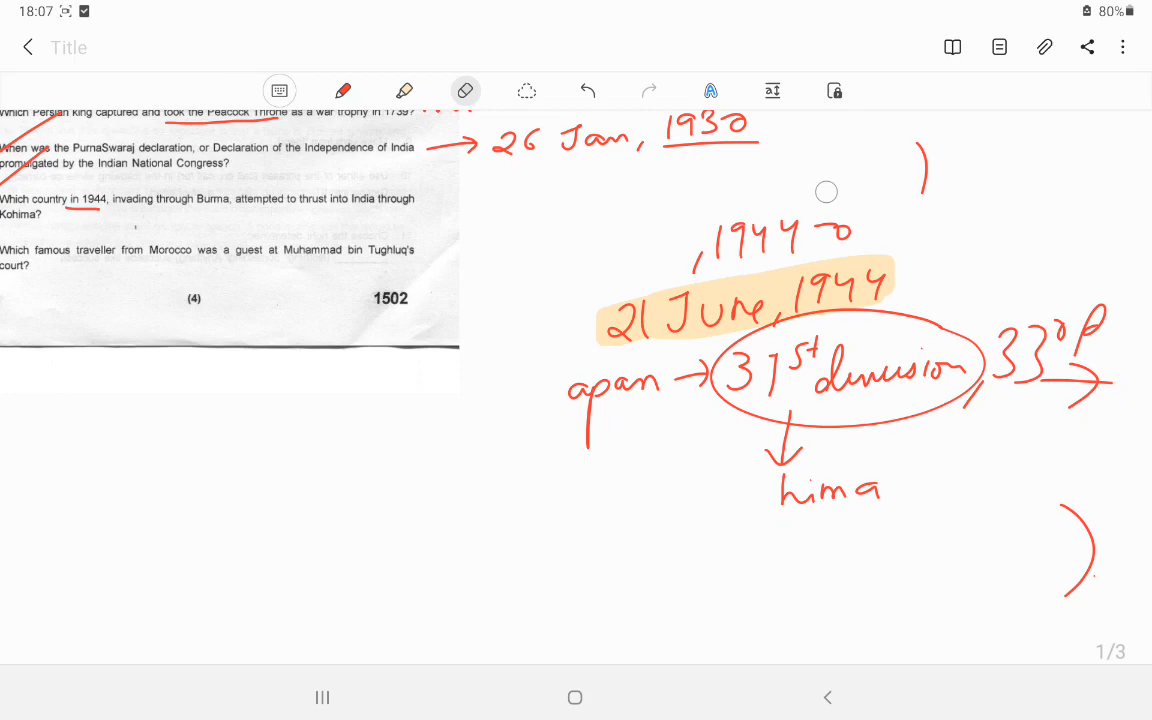 18:07
80%
Title
Which Persian king captured and took the Peacock Throne as a war trophy in 1739?
When was the PurnaSwaraj declaration, or Declaration of the Independence of India
promulgated by the Indian National Congress?
→ 26 Jan, 1930
Which country in 1944, invading through Burma, attempted to thrust into India through
Kohima?
, 1944
21 June, 1944
Which famous traveller from Morocco was a guest at Muhammad bin Tughluq's
court?
(4)
1502
apan → 31st division, 33
hima
1/3